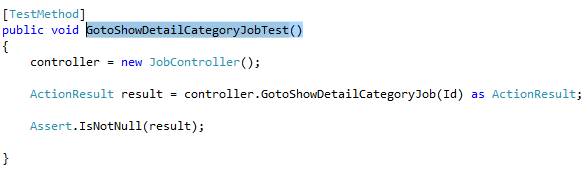 [TestMethod]
public void GotoShowDetailCategoryJobTest()
{
controller = new JobController();
ActionResult result = controller.GotoShowDetailCategoryJob(Id) as ActionResult;
Assert.IsNotNull(result);
}